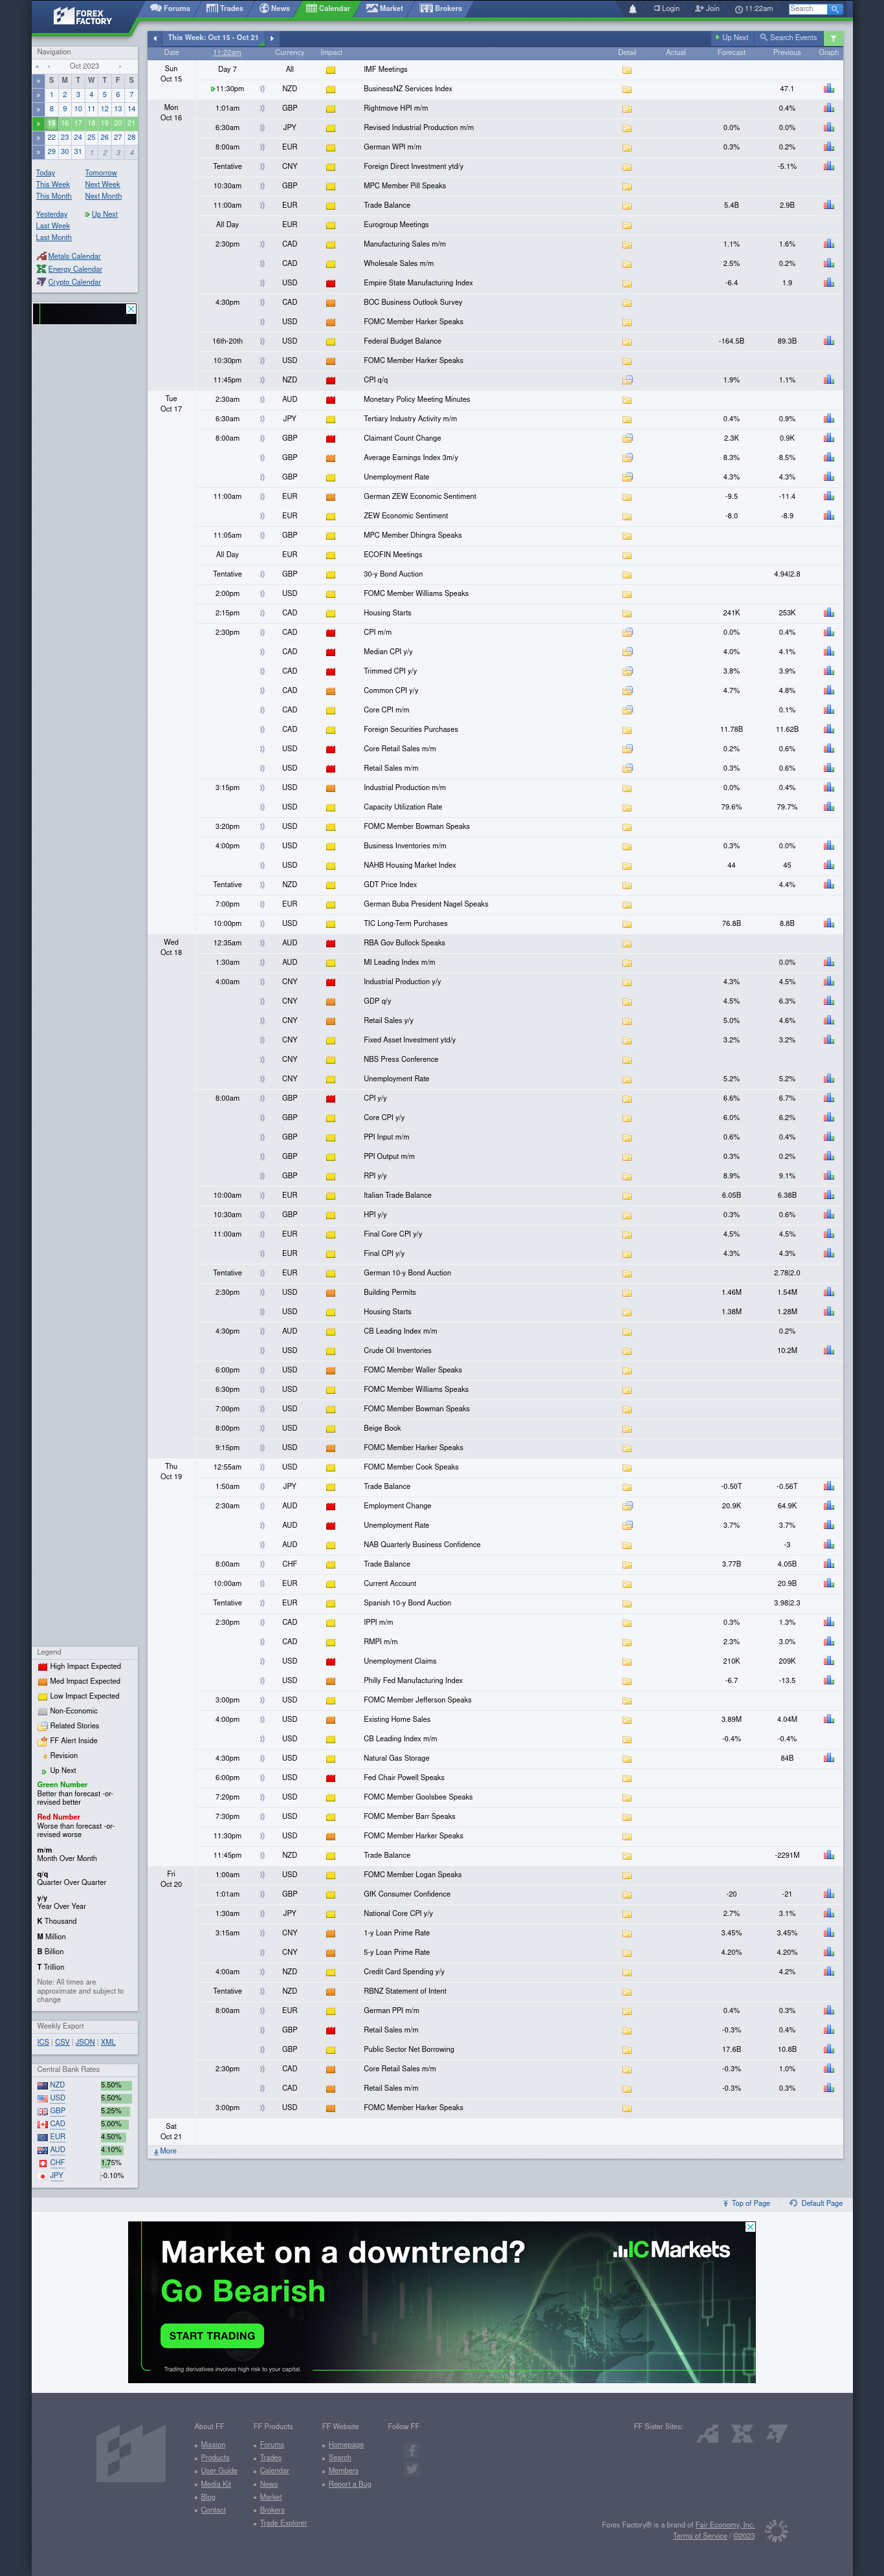 FOREX FACTORY
Forums Trades News Calendar Market Brokers
Login Join 11:22am Search
Navigation
Oct 2023
S M T W T F S
1 2 3 4 5 6 7
8 9 10 11 12 13 14
15 16 17 18 19 20 21
22 23 24 25 26 27 28
29 30 31 1 2 3 4
Today Tomorrow
This Week Next Week
This Month Next Month
Yesterday Up Next
Last Week
Last Month
Metals Calendar
Energy Calendar
Crypto Calendar
This Week: Oct 15 - Oct 21 Up Next Search Events
Date 11:22am Currency Impact Detail Actual Forecast Previous Graph
Sun Oct 15
Day 7 All IMF Meetings
11:30pm NZD BusinessNZ Services Index 47.1
Mon Oct 16
1:01am GBP Rightmove HPI m/m 0.4%
6:30am JPY Revised Industrial Production m/m 0.0% 0.0%
8:00am EUR German WPI m/m 0.3% 0.2%
Tentative CNY Foreign Direct Investment ytd/y -5.1%
10:30am GBP MPC Member Pill Speaks
11:00am EUR Trade Balance 5.4B 2.9B
All Day EUR Eurogroup Meetings
2:30pm CAD Manufacturing Sales m/m 1.1% 1.6%
CAD Wholesale Sales m/m 2.5% 0.2%
USD Empire State Manufacturing Index -6.4 1.9
4:30pm CAD BOC Business Outlook Survey
USD FOMC Member Harker Speaks
16th-20th USD Federal Budget Balance -164.5B 89.3B
10:30pm USD FOMC Member Harker Speaks
11:45pm NZD CPI q/q 1.9% 1.1%
Tue Oct 17
2:30am AUD Monetary Policy Meeting Minutes
6:30am JPY Tertiary Industry Activity m/m 0.4% 0.9%
8:00am GBP Claimant Count Change 2.3K 0.9K
GBP Average Earnings Index 3m/y 8.3% 8.5%
GBP Unemployment Rate 4.3% 4.3%
11:00am EUR German ZEW Economic Sentiment -9.5 -11.4
EUR ZEW Economic Sentiment -8.0 -8.9
11:05am GBP MPC Member Dhingra Speaks
All Day EUR ECOFIN Meetings
Tentative GBP 30-y Bond Auction 4.94|2.8
2:00pm USD FOMC Member Williams Speaks
2:15pm CAD Housing Starts 241K 253K
2:30pm CAD CPI m/m 0.0% 0.4%
CAD Median CPI y/y 4.0% 4.1%
CAD Trimmed CPI y/y 3.8% 3.9%
CAD Common CPI y/y 4.7% 4.8%
CAD Core CPI m/m 0.1%
CAD Foreign Securities Purchases 11.78B 11.62B
USD Core Retail Sales m/m 0.2% 0.6%
USD Retail Sales m/m 0.3% 0.6%
3:15pm USD Industrial Production m/m 0.0% 0.4%
USD Capacity Utilization Rate 79.6% 79.7%
3:20pm USD FOMC Member Bowman Speaks
4:00pm USD Business Inventories m/m 0.3% 0.0%
USD NAHB Housing Market Index 44 45
Tentative NZD GDT Price Index 4.4%
7:00pm EUR German Buba President Nagel Speaks
10:00pm USD TIC Long-Term Purchases 76.8B 8.8B
Wed Oct 18
12:35am AUD RBA Gov Bullock Speaks
1:30am AUD MI Leading Index m/m 0.0%
4:00am CNY Industrial Production y/y 4.3% 4.5%
CNY GDP q/y 4.5% 6.3%
CNY Retail Sales y/y 5.0% 4.6%
CNY Fixed Asset Investment ytd/y 3.2% 3.2%
CNY NBS Press Conference
CNY Unemployment Rate 5.2% 5.2%
8:00am GBP CPI y/y 6.6% 6.7%
GBP Core CPI y/y 6.0% 6.2%
GBP PPI Input m/m 0.6% 0.4%
GBP PPI Output m/m 0.3% 0.2%
GBP RPI y/y 8.9% 9.1%
10:00am EUR Italian Trade Balance 6.05B 6.38B
10:30am GBP HPI y/y 0.3% 0.6%
11:00am EUR Final Core CPI y/y 4.5% 4.5%
EUR Final CPI y/y 4.3% 4.3%
Tentative EUR German 10-y Bond Auction 2.78|2.0
2:30pm USD Building Permits 1.46M 1.54M
USD Housing Starts 1.38M 1.28M
4:30pm AUD CB Leading Index m/m 0.2%
USD Crude Oil Inventories 10.2M
6:00pm USD FOMC Member Waller Speaks
6:30pm USD FOMC Member Williams Speaks
7:00pm USD FOMC Member Bowman Speaks
8:00pm USD Beige Book
9:15pm USD FOMC Member Harker Speaks
Thu Oct 19
12:55am USD FOMC Member Cook Speaks
1:50am JPY Trade Balance -0.50T -0.56T
2:30am AUD Employment Change 20.9K 64.9K
AUD Unemployment Rate 3.7% 3.7%
AUD NAB Quarterly Business Confidence -3
8:00am CHF Trade Balance 3.77B 4.05B
10:00am EUR Current Account 20.9B
Tentative EUR Spanish 10-y Bond Auction 3.98|2.3
2:30pm CAD IPPI m/m 0.3% 1.3%
CAD RMPI m/m 2.3% 3.0%
USD Unemployment Claims 210K 209K
USD Philly Fed Manufacturing Index -6.7 -13.5
3:00pm USD FOMC Member Jefferson Speaks
4:00pm USD Existing Home Sales 3.89M 4.04M
USD CB Leading Index m/m -0.4% -0.4%
4:30pm USD Natural Gas Storage 84B
6:00pm USD Fed Chair Powell Speaks
7:20pm USD FOMC Member Goolsbee Speaks
7:30pm USD FOMC Member Barr Speaks
11:30pm USD FOMC Member Harker Speaks
11:45pm NZD Trade Balance -2291M
Fri Oct 20
1:00am USD FOMC Member Logan Speaks
1:01am GBP GfK Consumer Confidence -20 -21
1:30am JPY National Core CPI y/y 2.7% 3.1%
3:15am CNY 1-y Loan Prime Rate 3.45% 3.45%
CNY 5-y Loan Prime Rate 4.20% 4.20%
4:00am NZD Credit Card Spending y/y 4.2%
Tentative NZD RBNZ Statement of Intent
8:00am EUR German PPI m/m 0.4% 0.3%
GBP Retail Sales m/m -0.3% 0.4%
GBP Public Sector Net Borrowing 17.6B 10.8B
2:30pm CAD Core Retail Sales m/m -0.3% 1.0%
CAD Retail Sales m/m -0.3% 0.3%
3:00pm USD FOMC Member Harker Speaks
Sat Oct 21
More
Legend
High Impact Expected
Med Impact Expected
Low Impact Expected
Non-Economic
Related Stories
FF Alert Inside
Revision
Up Next
Green Number
Better than forecast -or-
revised better
Red Number
Worse than forecast -or-
revised worse
m/m
Month Over Month
q/q
Quarter Over Quarter
y/y
Year Over Year
K Thousand
M Million
B Billion
T Trillion
Note: All times are
approximate and subject to
change
Weekly Export
ICS | CSV | JSON | XML
Central Bank Rates
NZD 5.50%
USD 5.50%
GBP 5.25%
CAD 5.00%
EUR 4.50%
AUD 4.10%
CHF 1.75%
JPY -0.10%
Top of Page Default Page
Market on a downtrend?
Go Bearish
START TRADING
Trading derivatives involves high risk to your capital.
ICMarkets
About FF
Mission
Products
User Guide
Media Kit
Blog
Contact
FF Products
Forums
Trades
Calendar
News
Market
Brokers
Trade Explorer
FF Website
Homepage
Search
Members
Report a Bug
Follow FF
FF Sister Sites:
Forex Factory® is a brand of Fair Economy, Inc.
Terms of Service / ©2023